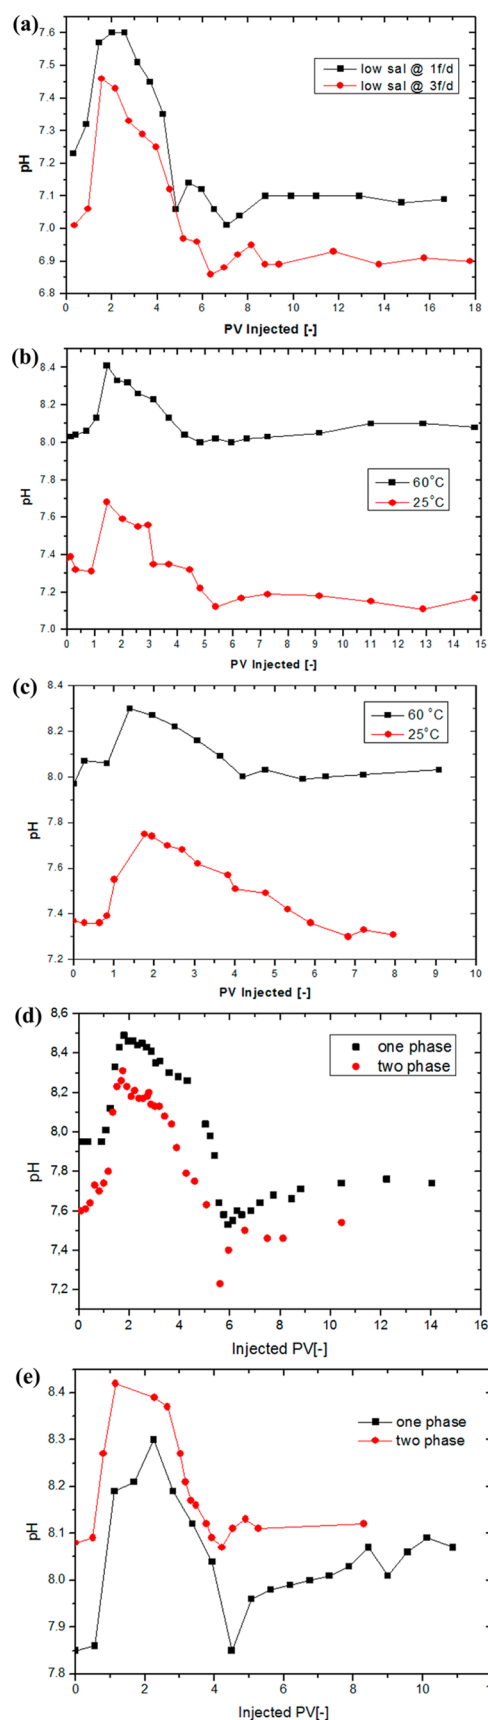 (a)
7.6
7.5
7.4
7.3
7.2
7.1
7.0
6.9
6.8
pH
low sal @ 1f/d
low sal @ 3f/d
0 2 4 6 8 10 12 14 16 18
PV Injected [-]
(b)
8.4
8.0
7.4
7.2
7.0
pH
60°C
25°C
0 1 2 3 4 5 6 7 8 9 10 11 12 13 14 15
PV Injected [-]
(c)
8.4
8.2
8.0
7.6
7.4
7.2
pH
60 °C
25°C
0 1 2 3 4 5 6 7 8 9 10
PV Injected [-]
(d)
8,6
8,4
8,2
8,0
7,8
7,6
7,4
7,2
pH
one phase
two phase
0 2 4 6 8 10 12 14 16
Injected PV[-]
(e)
8.4
8.3
8.2
8.1
8.0
7.9
7.8
pH
one phase
two phase
0 2 4 6 8 10
Injected PV[-]